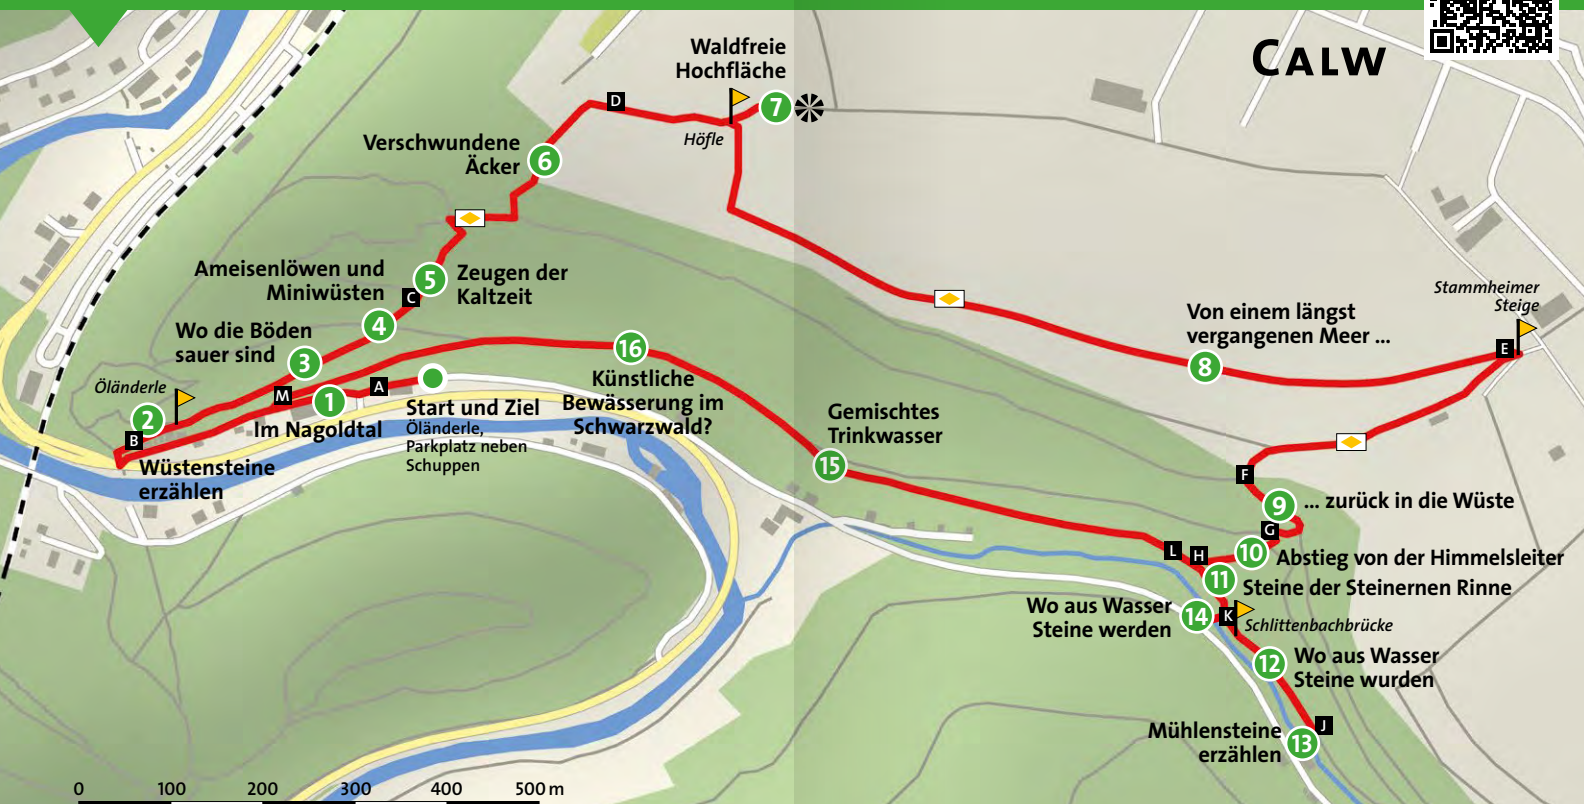 CALW
Waldfreie
Hochfläche
D
7
Höfle
Verschwundene
Äcker
6
Ameisenlöwen und
Miniwüsten
5
Zeugen der
Kaltzeit
C
4
Wo die Böden
sauer sind
3
Öländerle
2
M
1
A
B
Im Nagoldtal
Start und Ziel
Öländerle,
Parkplatz neben
Schuppen
Wüstensteine
erzählen
16
Künstliche
Bewässerung im
Schwarzwald?
Gemischtes
Trinkwasser
15
Von einem längst
vergangenen Meer ...
8
Stammheimer
Steige
E
F
9
... zurück in die Wüste
G
L
H
10
Abstieg von der Himmelsleiter
11
Steine der Steinernen Rinne
Wo aus Wasser
Steine werden
14
K
Schlittenbachbrücke
12
Wo aus Wasser
Steine wurden
J
Mühlensteine
erzählen
13
0 100 200 300 400 500 m